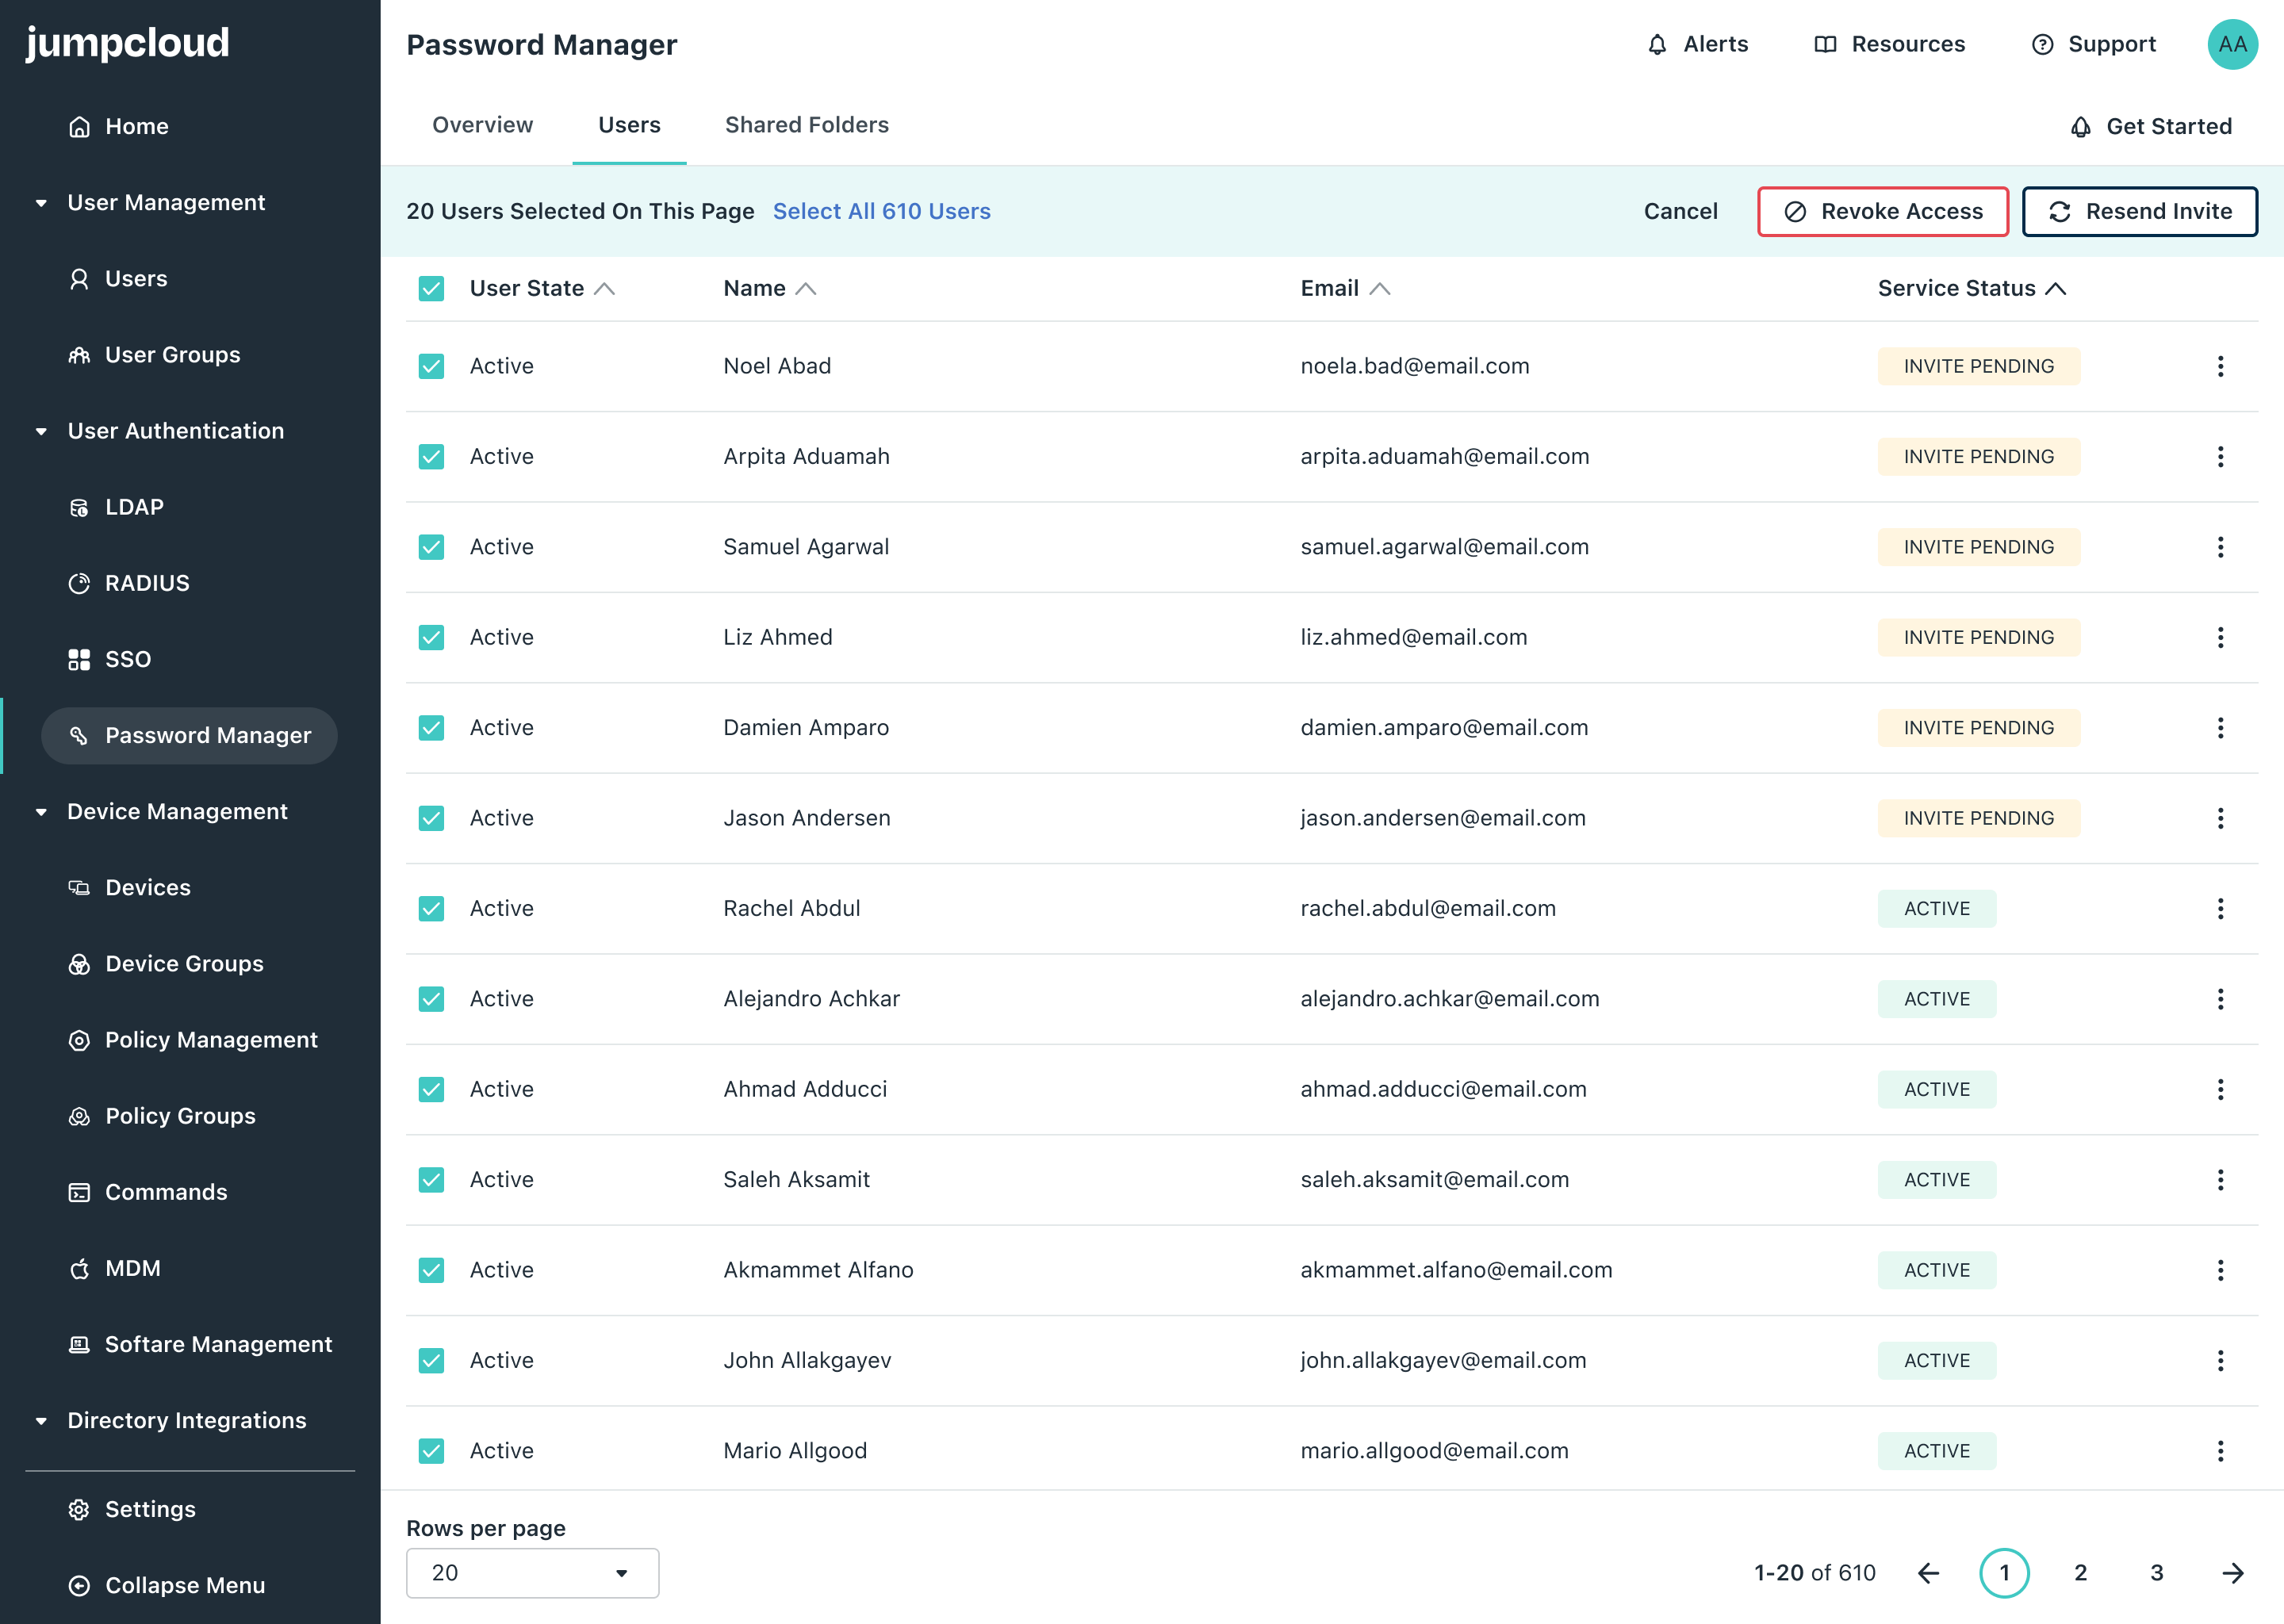 jumpcloud
Home
User Management
Users
User Groups
User Authentication
LDAP
RADIUS
SSO
Password Manager
Device Management
Devices
Device Groups
Policy Management
Policy Groups
Commands
MDM
Softare Management
Directory Integrations
Settings
Collapse Menu
Password Manager
Alerts
Resources
Support
AA
Overview
Users
Shared Folders
Get Started
20 Users Selected On This Page Select All 610 Users
Cancel
Revoke Access
Resend Invite
User State Name Email Service Status
Active Noel Abad noela.bad@email.com INVITE PENDING
Active Arpita Aduamah arpita.aduamah@email.com INVITE PENDING
Active Samuel Agarwal samuel.agarwal@email.com INVITE PENDING
Active Liz Ahmed liz.ahmed@email.com INVITE PENDING
Active Damien Amparo damien.amparo@email.com INVITE PENDING
Active Jason Andersen jason.andersen@email.com INVITE PENDING
Active Rachel Abdul rachel.abdul@email.com ACTIVE
Active Alejandro Achkar alejandro.achkar@email.com ACTIVE
Active Ahmad Adducci ahmad.adducci@email.com ACTIVE
Active Saleh Aksamit saleh.aksamit@email.com ACTIVE
Active Akmammet Alfano akmammet.alfano@email.com ACTIVE
Active John Allakgayev john.allakgayev@email.com ACTIVE
Active Mario Allgood mario.allgood@email.com ACTIVE
Rows per page
20
1-20 of 610
1 2 3